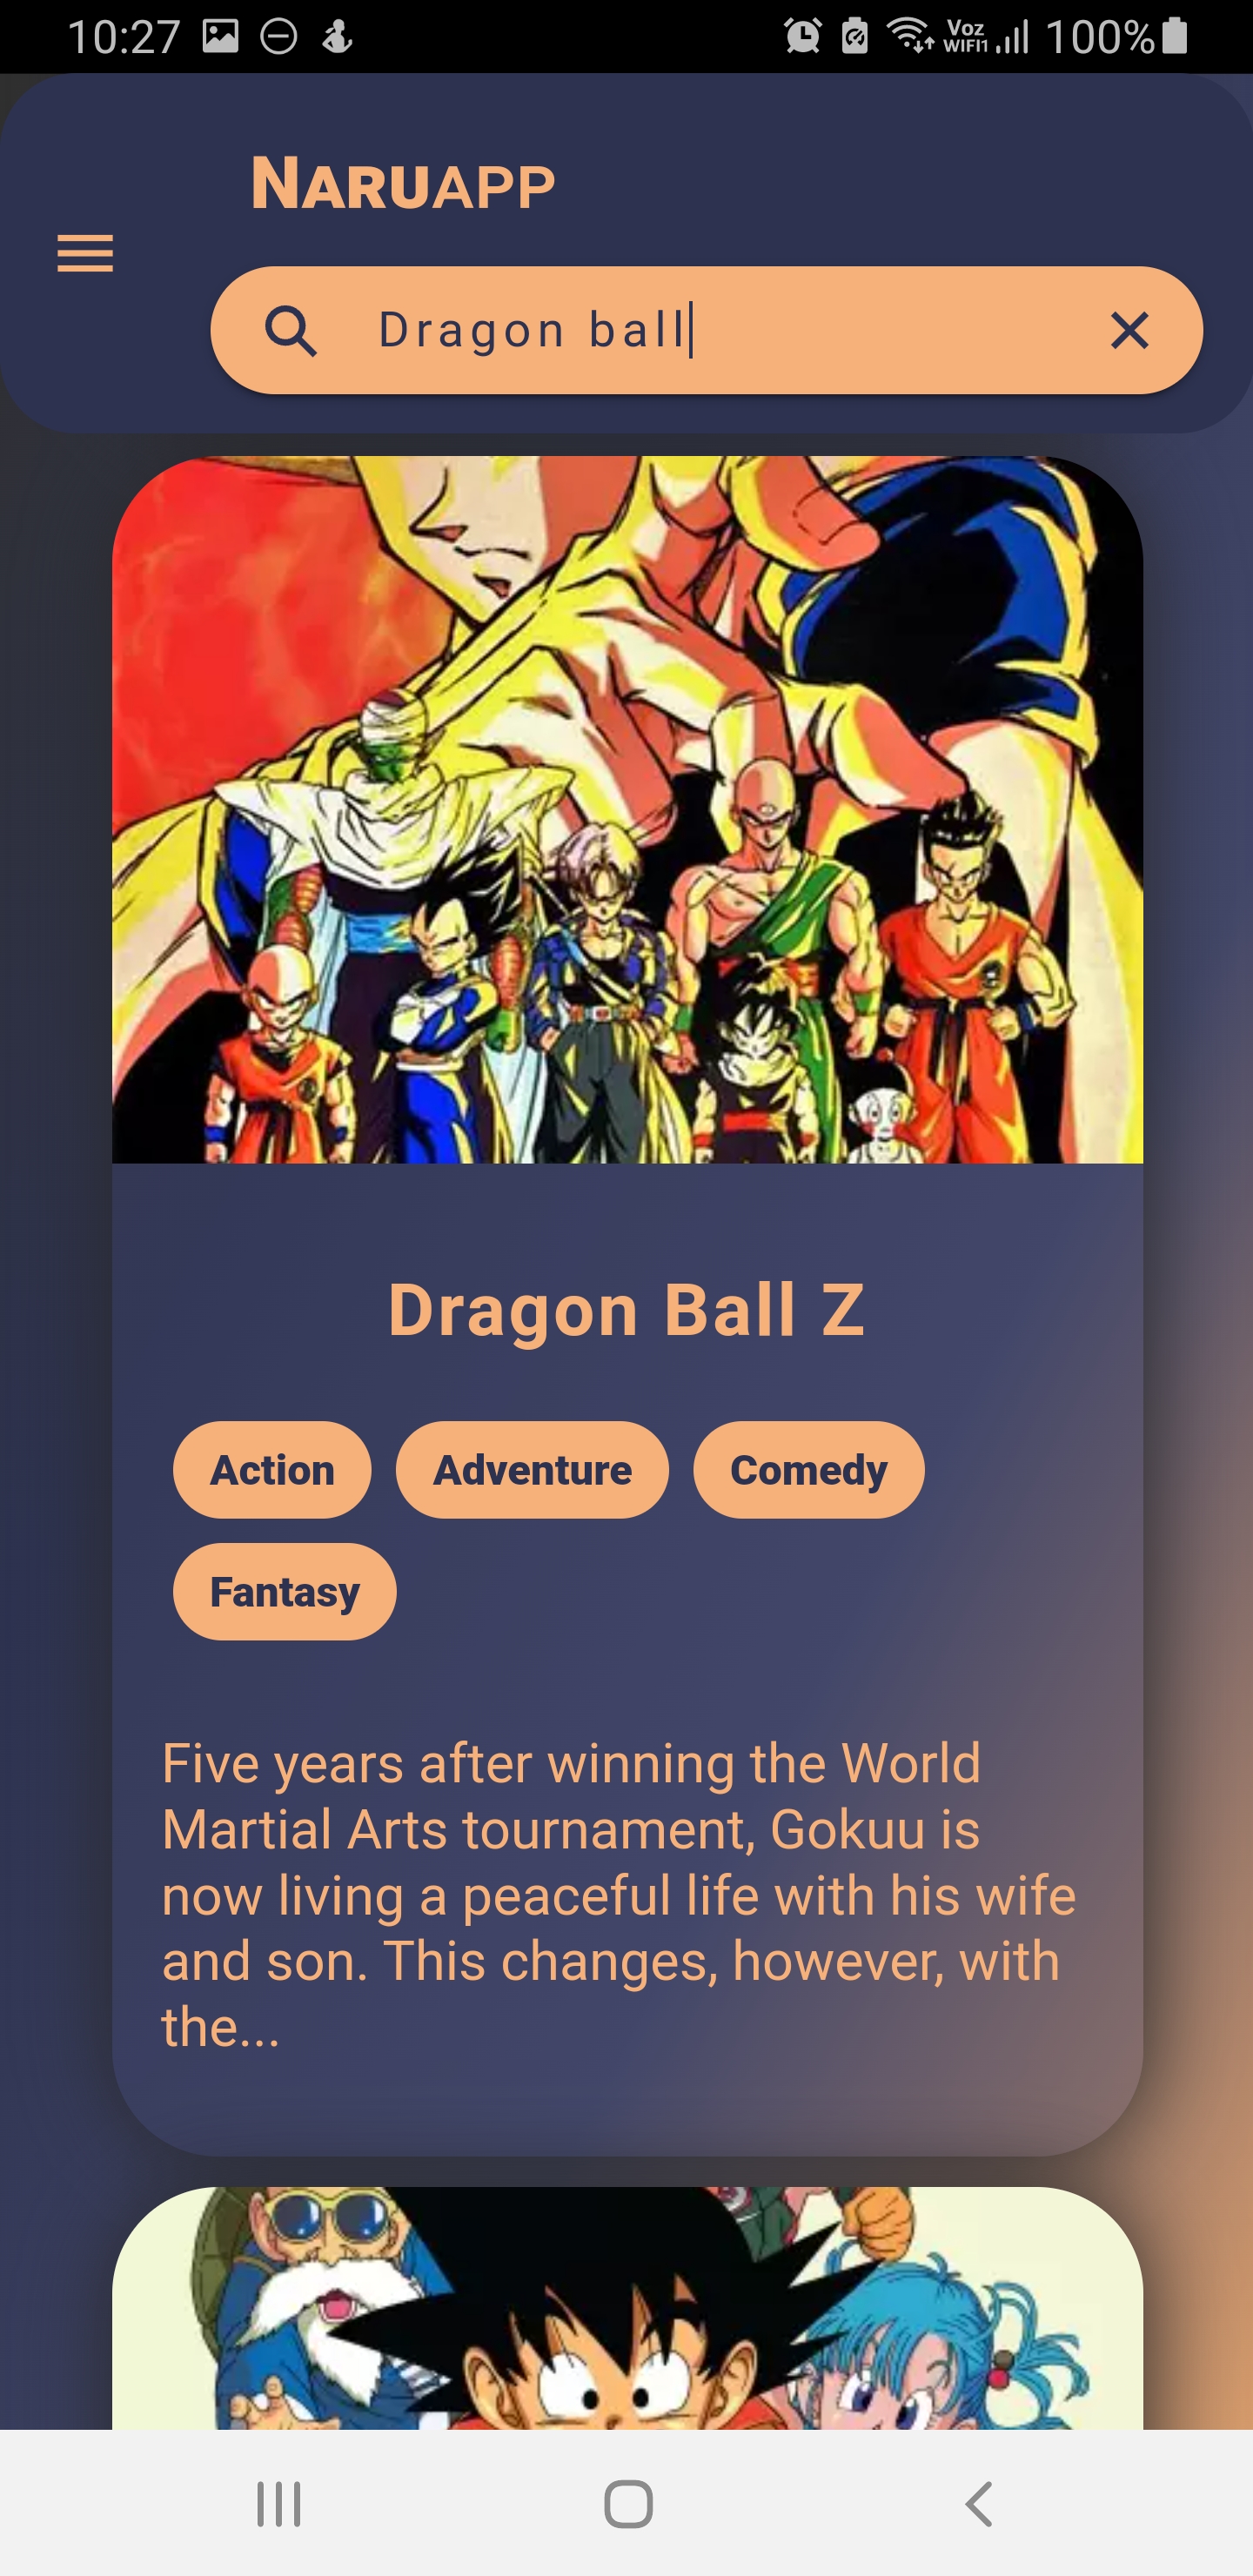 10:27
Voz WIFI1 100%
NARUAPP
Dragon ball
Dragon Ball Z
Action Adventure Comedy
Fantasy
Five years after winning the World
Martial Arts tournament, Gokuu is
now living a peaceful life with his wife
and son. This changes, however, with
the...